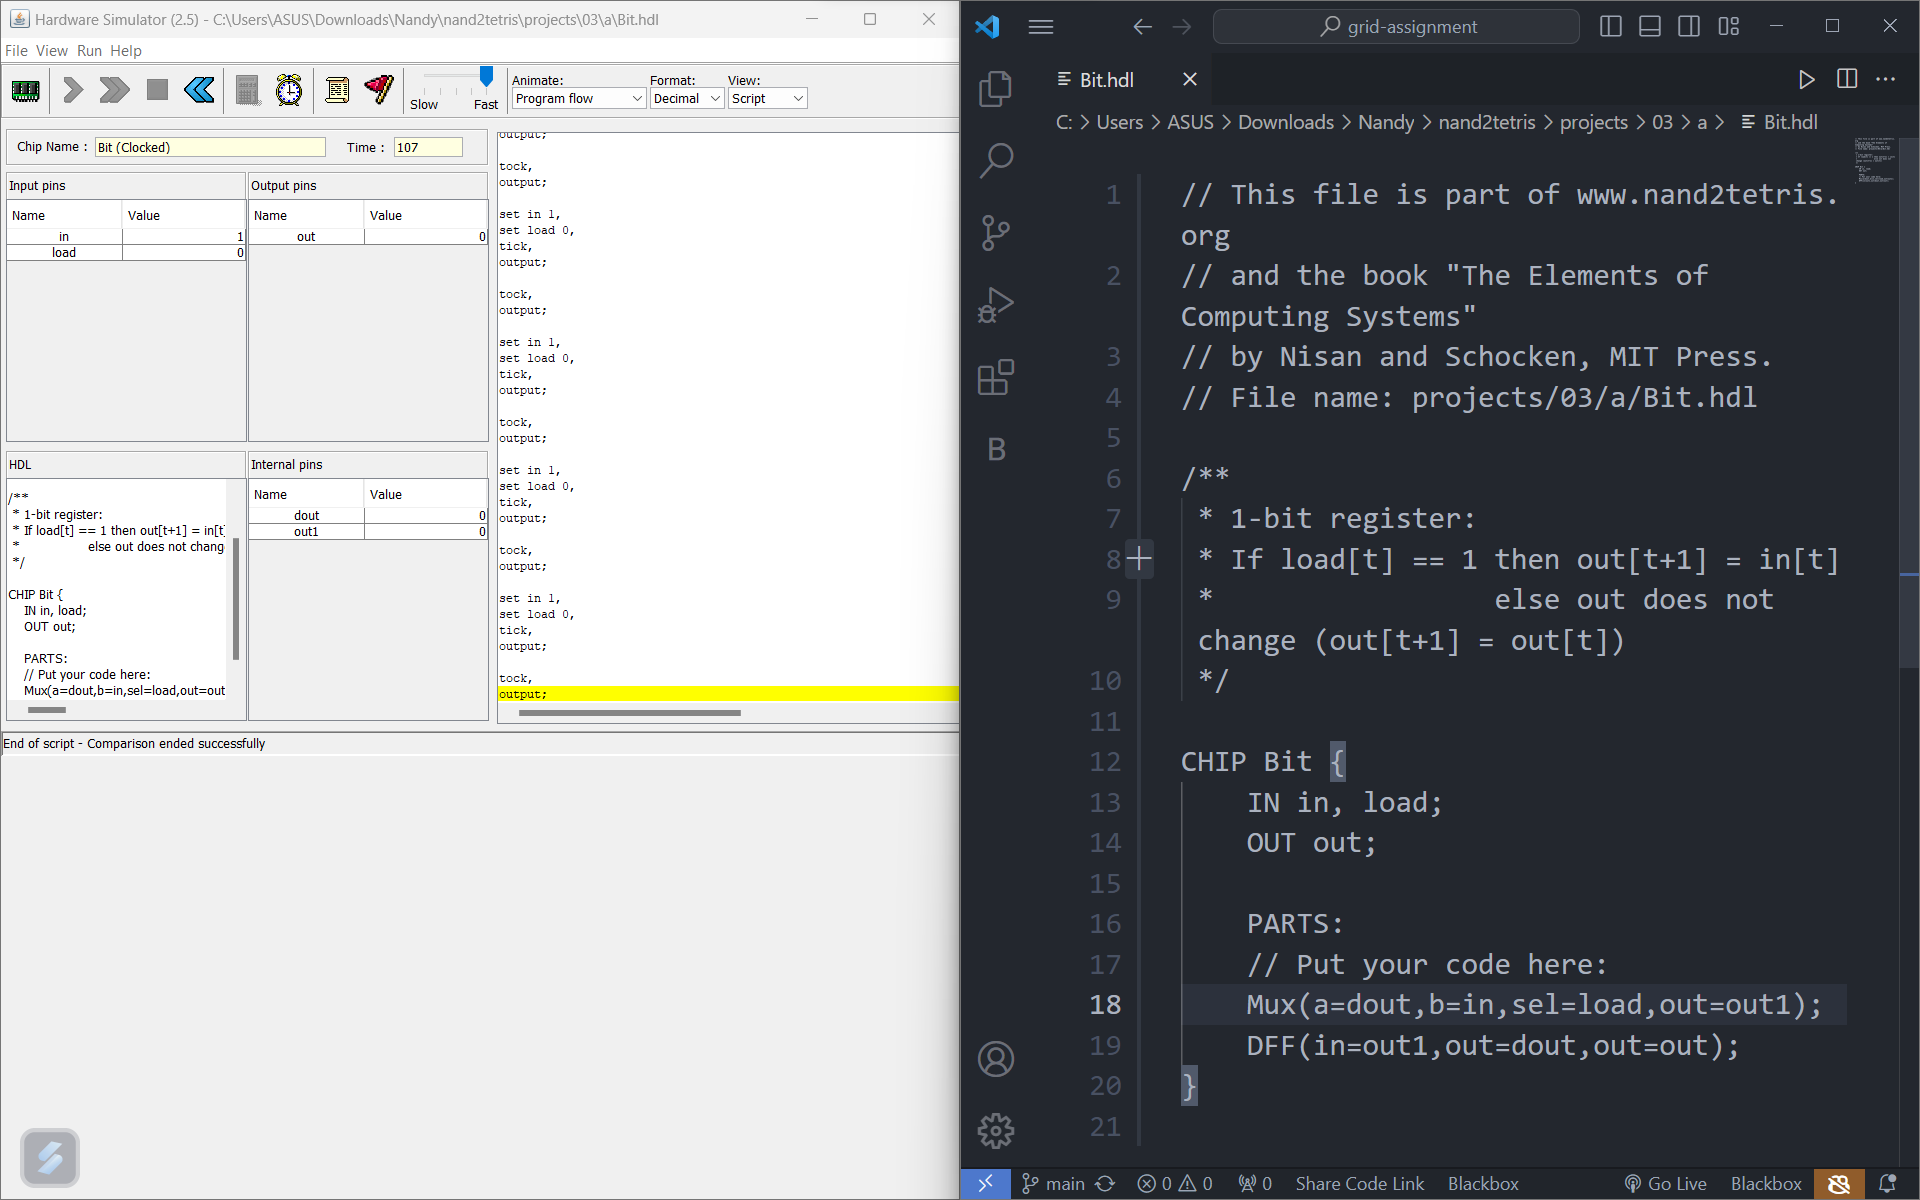 Hardware Simulator (2.5) - C:\Users\ASUS\Downloads\Nandy\nand2tetris\projects\03\a\Bit.hdl
File View Run Help
Slow Fast
Animate:
Program flow
Format:
Decimal
View:
Script
Chip Name : Bit (Clocked) Time : 107
Input pins
Name Value
in 1
load 0
Output pins
Name Value
out 0
HDL
/**
* 1-bit register:
* If load[t] == 1 then out[t+1] = in[t]
* else out does not chang
*/
CHIP Bit {
IN in, load;
OUT out;
PARTS:
// Put your code here:
Mux(a=dout,b=in,sel=load,out=out
Internal pins
Name Value
dout 0
out1 0
output;
tock,
output;
set in 1,
set load 0,
tick,
output;
tock,
output;
set in 1,
set load 0,
tick,
output;
tock,
output;
set in 1,
set load 0,
tick,
output;
tock,
output;
set in 1,
set load 0,
tick,
output;
tock,
output;
End of script - Comparison ended successfully
grid-assignment
Bit.hdl
C: > Users > ASUS > Downloads > Nandy > nand2tetris > projects > 03 > a > Bit.hdl
B
1 // This file is part of www.nand2tetris.
org
2 // and the book "The Elements of
Computing Systems"
3 // by Nisan and Schocken, MIT Press.
4 // File name: projects/03/a/Bit.hdl
5
6 /**
7 * 1-bit register:
8 * If load[t] == 1 then out[t+1] = in[t]
9 * else out does not
change (out[t+1] = out[t])
10 */
11
12 CHIP Bit {
13 IN in, load;
14 OUT out;
15
16 PARTS:
17 // Put your code here:
18 Mux(a=dout,b=in,sel=load,out=out1);
19 DFF(in=out1,out=dout,out=out);
20 }
21
main 0 0 0 Share Code Link Blackbox Go Live Blackbox